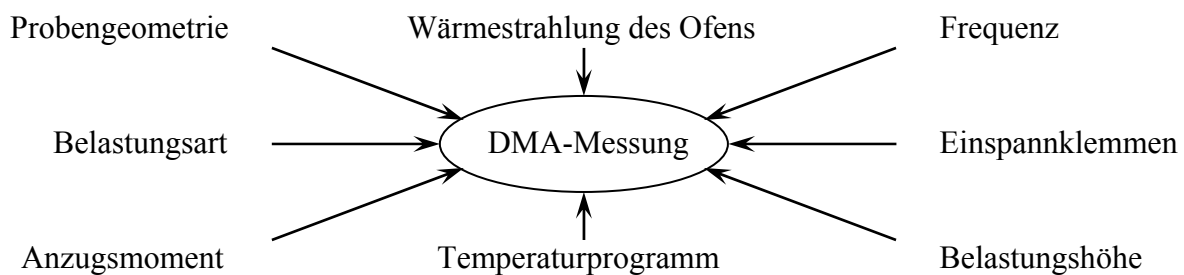 Probengeometrie
Wärmestrahlung des Ofens
Frequenz
Belastungsart
DMA-Messung
Einspannklemmen
Anzugsmoment
Temperaturprogramm
Belastungshöhe